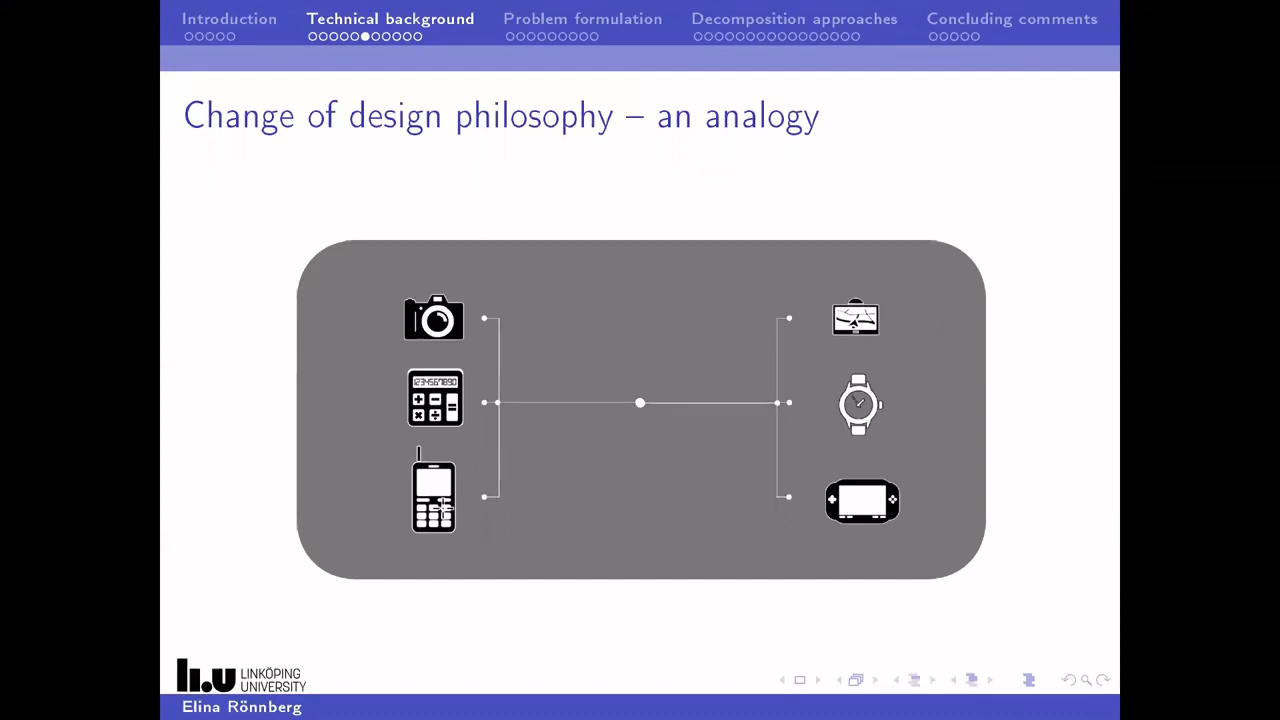 Introduction
Technical background
Problem formulation
Decomposition approaches
Concluding comments
Change of design philosophy – an analogy
1234567890
LINKÖPING
UNIVERSITY
Elina Rönnberg